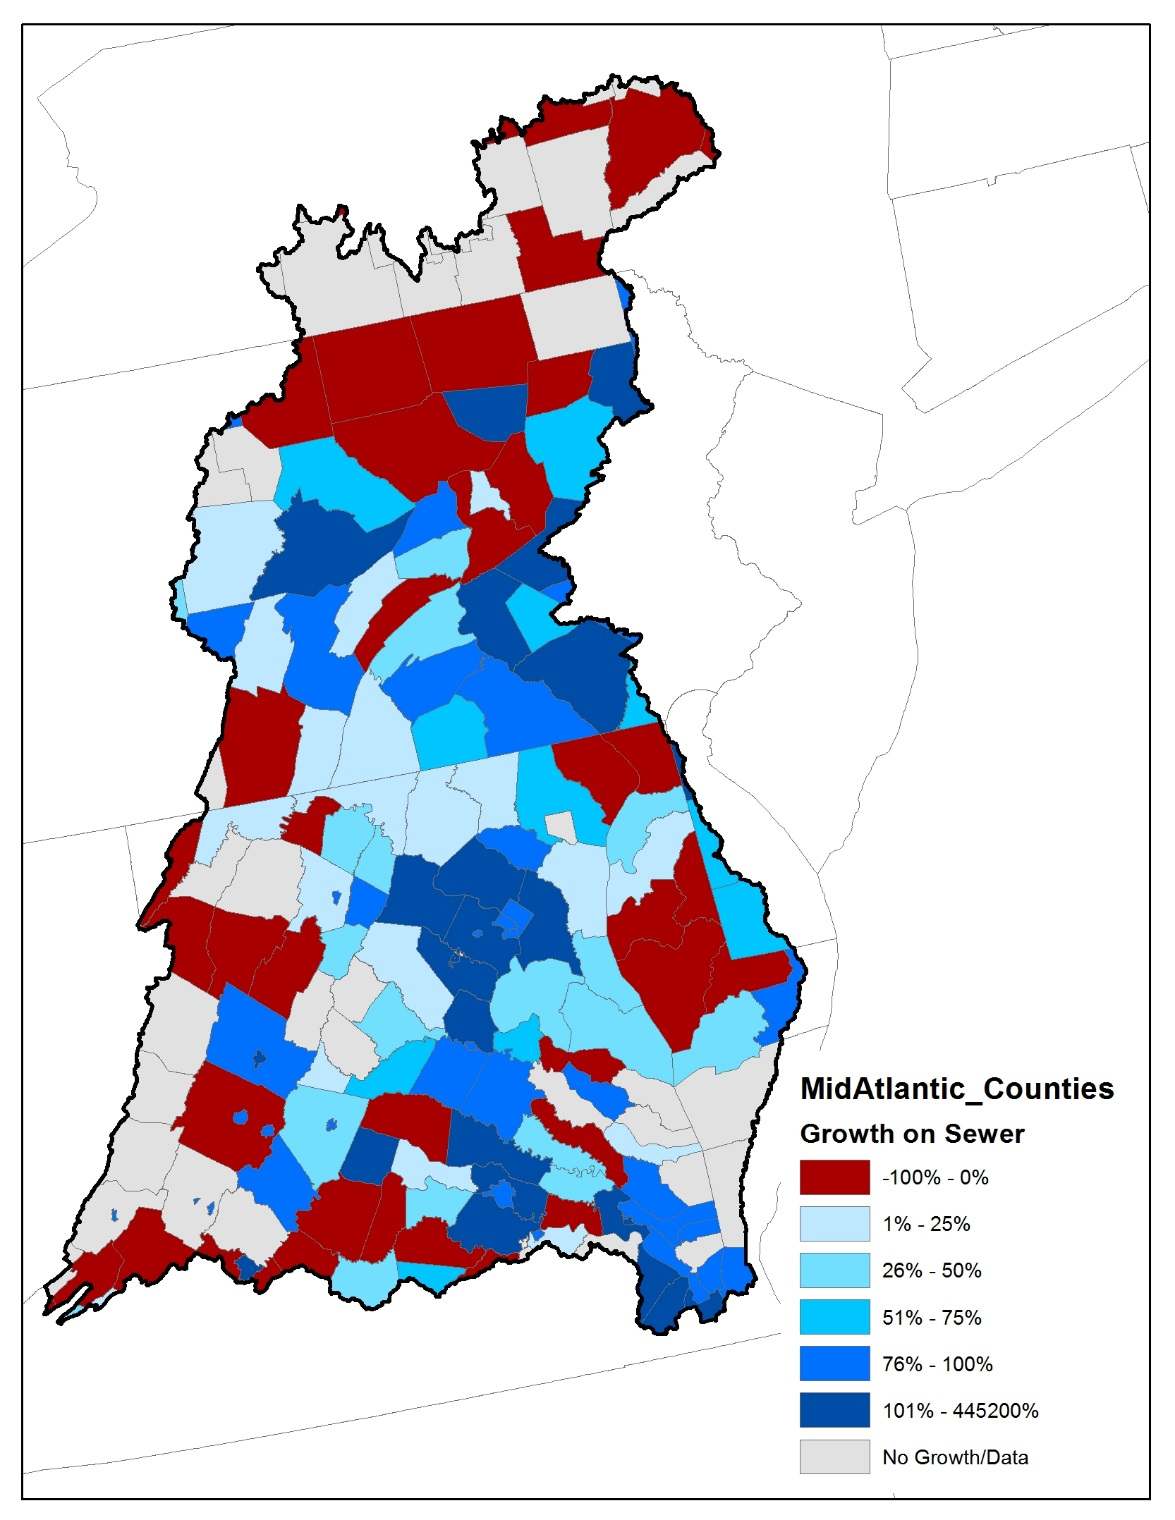 MidAtlantic_Counties
Growth on Sewer
-100% - 0%
1% - 25%
26% - 50%
51% - 75%
76% - 100%
101% - 445200%
No Growth/Data